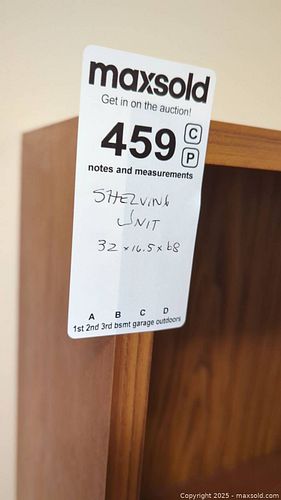 maxsold
Get in on the auction!
459 C
P
notes and measurements
SHELVING
UNIT
32 x 16.5 x 68
A B C D
1st 2nd 3rd bsmt garage outdoors
Copyright 2025 - maxsold.com